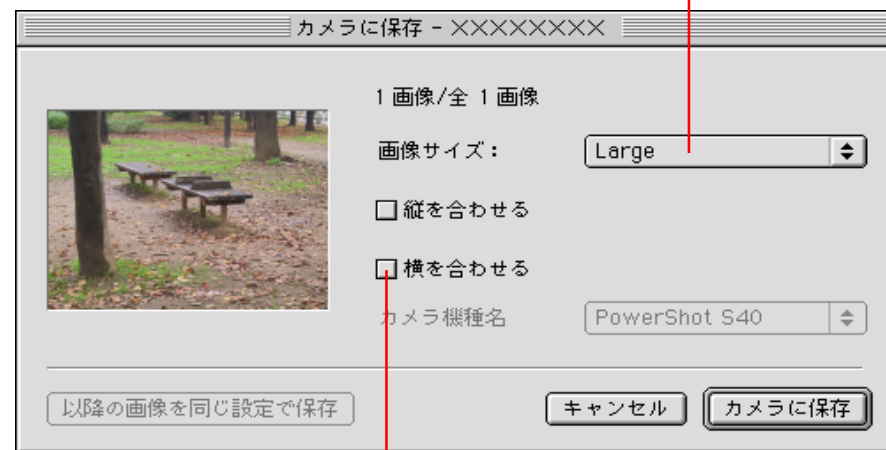 カメラに保存 - XXXXXXXX
1 画像/全 1 画像
画像サイズ: Large
縦を合わせる
横を合わせる
カメラ機種名 PowerShot S40
以降の画像を同じ設定で保存 キャンセル カメラに保存